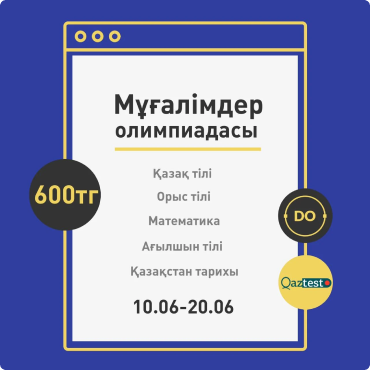 Мұғалімдер
олимпиадасы
Қазақ тілі
600тг
Орыс тілі
DO
Математика
Ағылшын тілі
Қазақстан тарихы
Qaztest
10.06-20.06